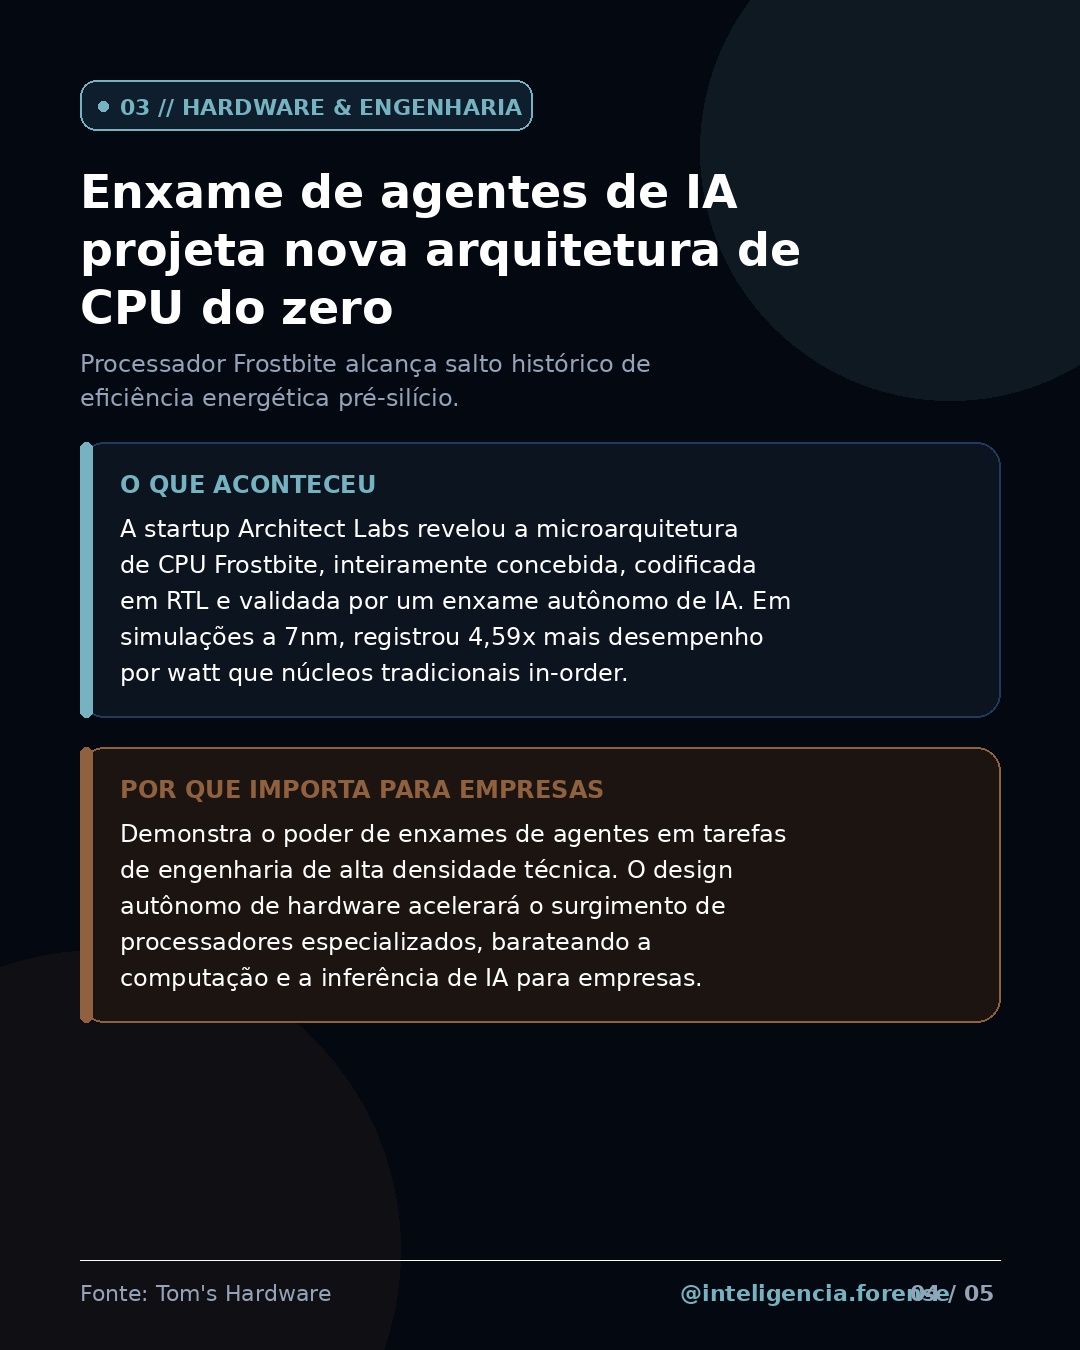 03 // HARDWARE & ENGENHARIA
Enxame de agentes de IA
projeta nova arquitetura de
CPU do zero
Processador Frostbite alcança salto histórico de
eficiência energética pré-silício.
O QUE ACONTECEU
A startup Architect Labs revelou a microarquitetura
de CPU Frostbite, inteiramente concebida, codificada
em RTL e validada por um enxame autônomo de IA. Em
simulações a 7nm, registrou 4,59x mais desempenho
por watt que núcleos tradicionais in-order.
POR QUE IMPORTA PARA EMPRESAS
Demonstra o poder de enxames de agentes em tarefas
de engenharia de alta densidade técnica. O design
autônomo de hardware acelerará o surgimento de
processadores especializados, barateando a
computação e a inferência de IA para empresas.
Fonte: Tom's Hardware
@inteligencia.forense
04 / 05